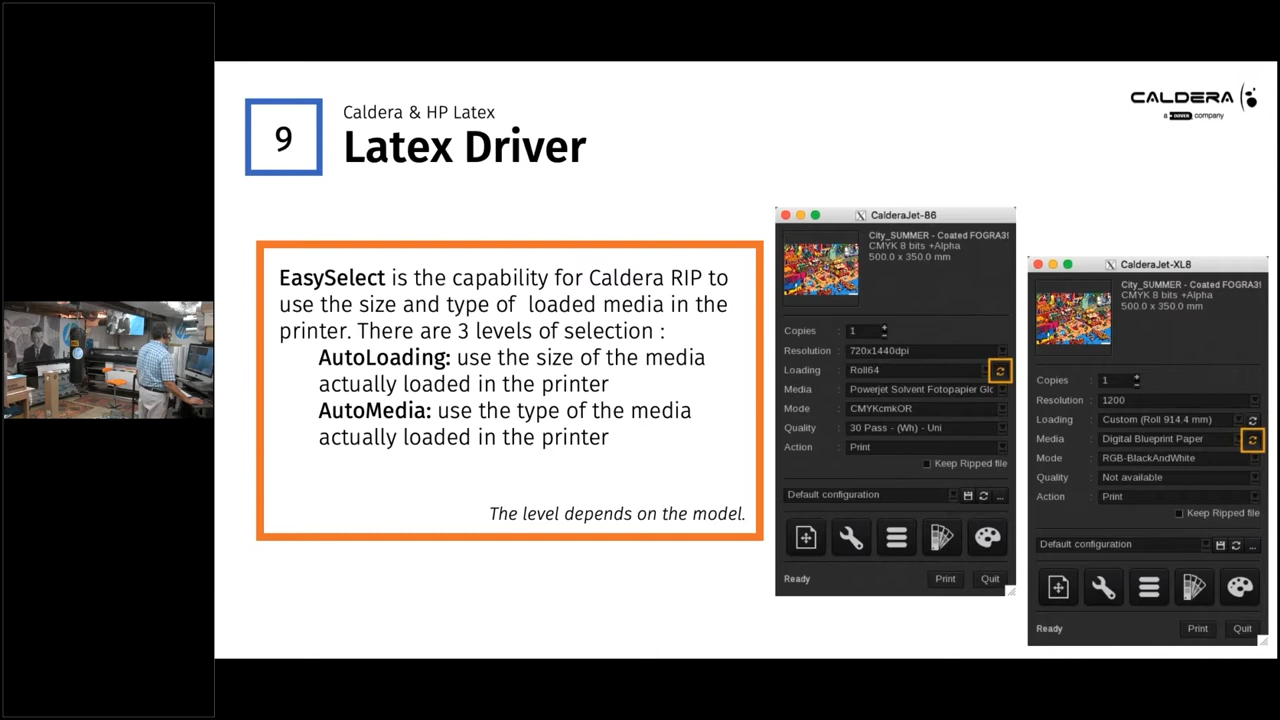 9
Caldera & HP Latex
Latex Driver
CALDERA
a DOVER company
EasySelect is the capability for Caldera RIP to
use the size and type of loaded media in the
printer. There are 3 levels of selection :
AutoLoading: use the size of the media
actually loaded in the printer
AutoMedia: use the type of the media
actually loaded in the printer
The level depends on the model.
CalderaJet-86
City_SUMMER - Coated FOGRA39
CMYK 8 bits +Alpha
500.0 x 350.0 mm
Copies : 1
Resolution : 720x1440dpi
Loading : Roll64
Media : Powerjet Solvent Fotopapier Glo
Mode : CMYKcmkOR
Quality : 30 Pass - (Wh) - Uni
Action : Print
Keep Ripped file
Default configuration ...
Ready Print Quit
CalderaJet-XL8
City_SUMMER - Coated FOGRA39
CMYK 8 bits +Alpha
500.0 x 350.0 mm
Copies : 1
Resolution : 1200
Loading : Custom (Roll 914.4 mm)
Media : Digital Blueprint Paper
Mode : RGB-BlackAndWhite
Quality : Not available
Action : Print
Keep Ripped file
Default configuration ...
Ready Print Quit